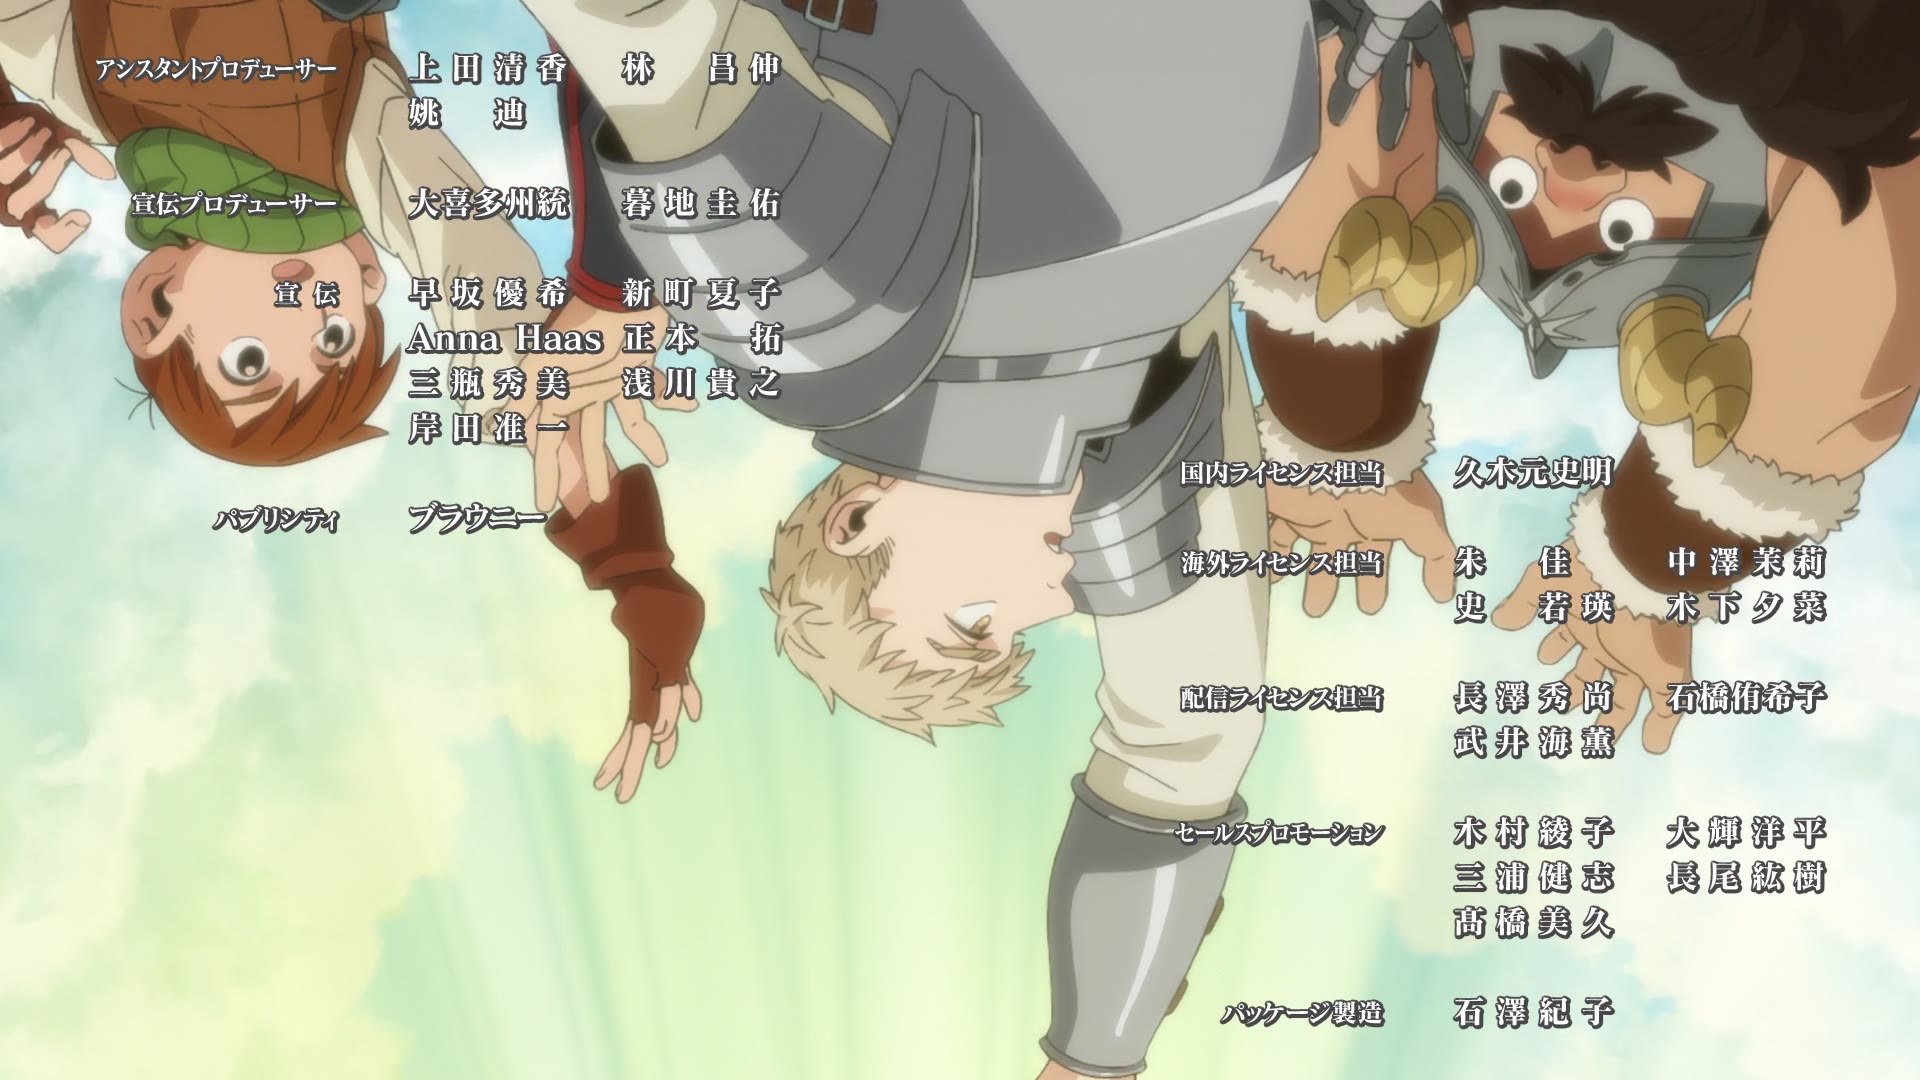 アシスタントプロデューサー 上田清香 林昌伸
姚迪
宣伝プロデューサー 大喜多州統 暮地圭佑
宣伝 早坂優希 新町夏子
Anna Haas 正本拓
三瓶秀美 浅川貴之
岸田准一
パブリシティ ブラウニー
国内ライセンス担当 久木元史明
海外ライセンス担当 朱佳 中澤茉莉
史若瑛 木下夕菜
配信ライセンス担当 長澤秀尚 石橋侑希子
武井海薫
セールスプロモーション 木村綾子 大輝洋平
三浦健志 長尾紘樹
髙橋美久
パッケージ製造 石澤紀子